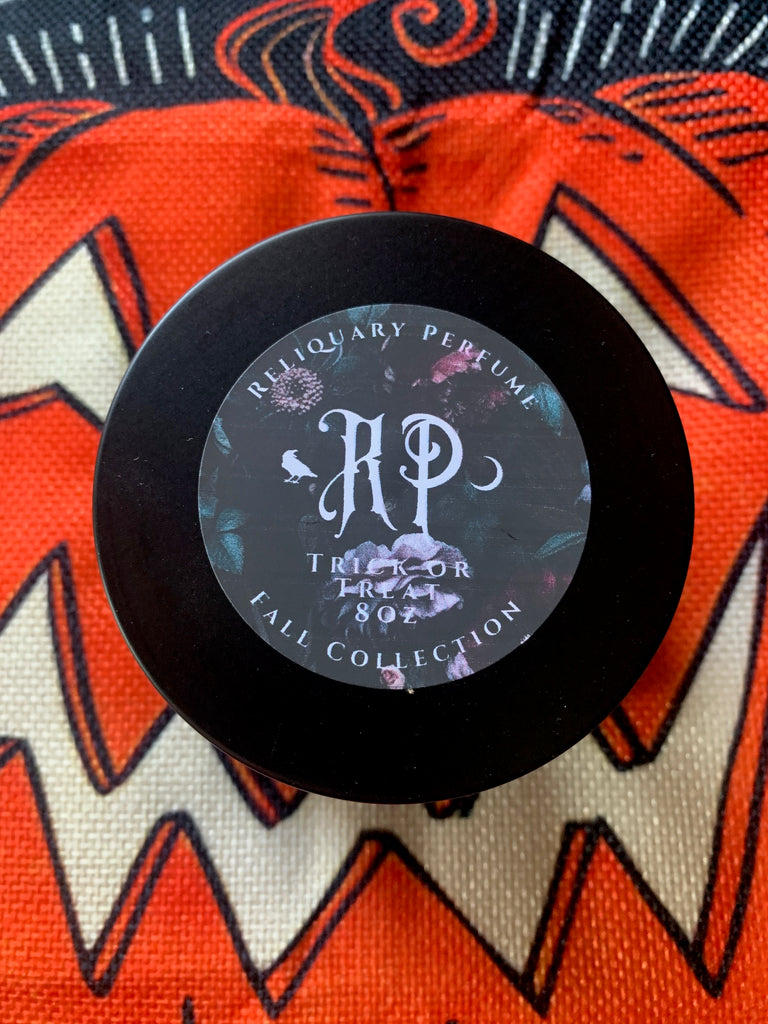 Reliquary Perfume
RP
Trick or
Treat
8oz
Fall Collection